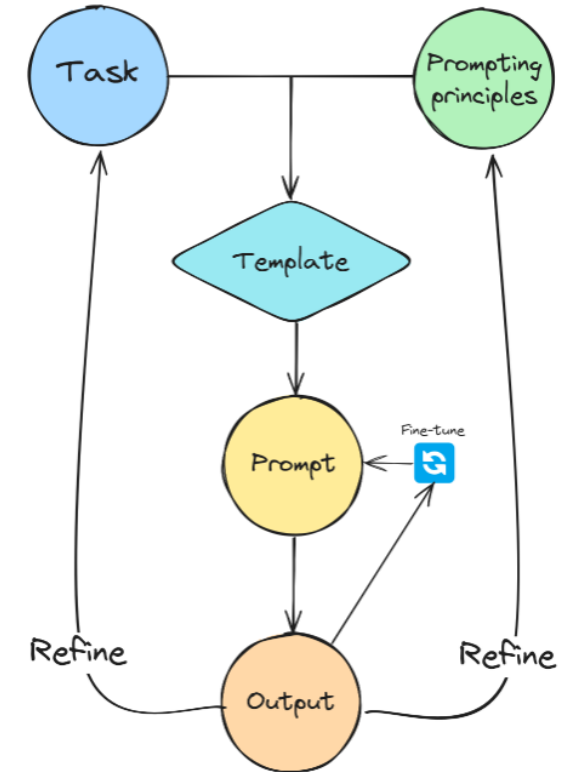 Task
Prompting
principles
Template
Fine-tune
Prompt
Refine
Refine
Output